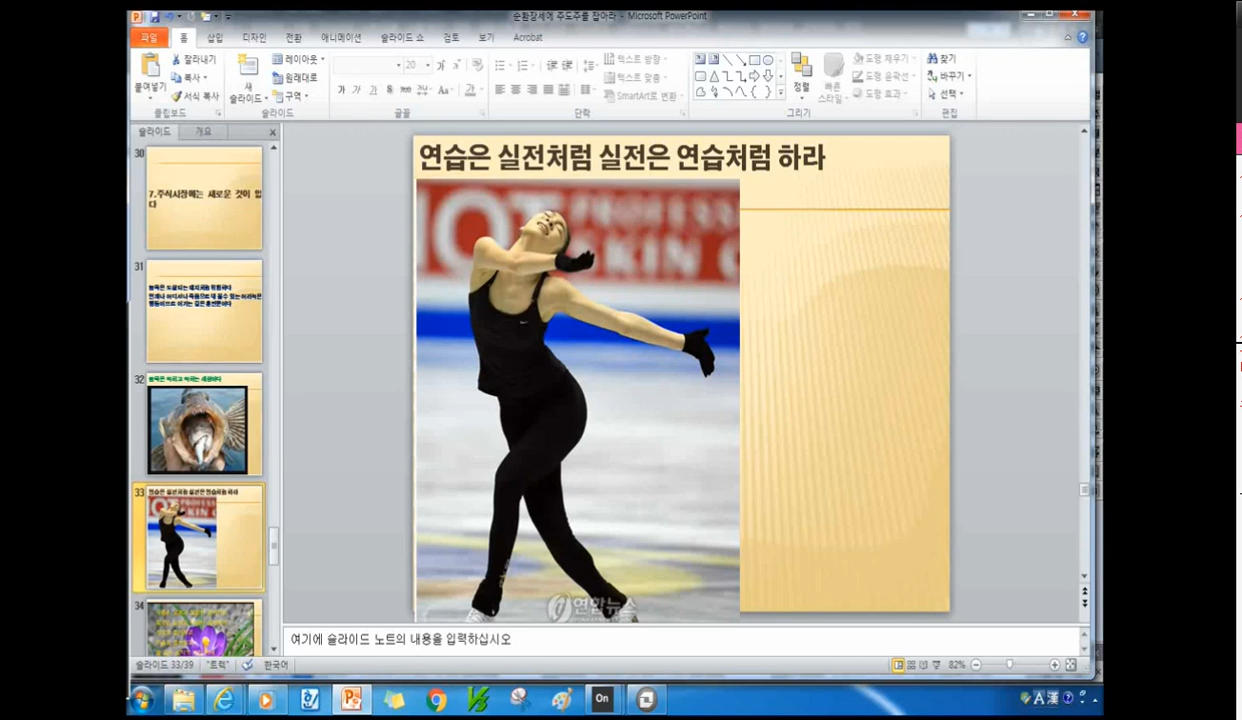 순환장세에 주도주를 잡아라 - Microsoft PowerPoint
파일 홈 삽입 디자인 전환 애니메이션 슬라이드 쇼 검토 보기 Acrobat
붙여넣기
잘라내기
복사
서식 복사
클립보드
새 슬라이드
레이아웃
원래대로
구역
슬라이드
20
가 가 가
글꼴
텍스트 방향
텍스트 맞춤
SmartArt로 변환
단락
정렬
빠른 스타일
도형 채우기
도형 윤곽선
도형 효과
그리기
찾기
바꾸기
선택
편집
슬라이드 개요
30
7.주식시장에는 새로운 것이 없다
31
32
33
연습은 실전처럼 실전은 연습처럼 하라
34
연습은 실전처럼 실전은 연습처럼 하라
PROFESS
SKIN
연합뉴스
여기에 슬라이드 노트의 내용을 입력하십시오
슬라이드 33/39 "트랙" 한국어
82%
On
A 漢